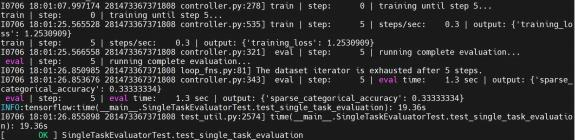 I0706 18:01:07.997174 281473367371808 controller.py:278] train | step:      0 | training until step 5...
train | step:      0 | training until step 5...
I0706 18:01:25.565528 281473367371808 controller.py:535] train | step:      5 | steps/sec:    0.3 | output: {'training_lo
ss': 1.2530909}
train | step:      5 | steps/sec:    0.3 | output: {'training_loss': 1.2530909}
I0706 18:01:25.566558 281473367371808 controller.py:321]  eval | step:      5 | running complete evaluation...
 eval | step:      5 | running complete evaluation...
I0706 18:01:26.850985 281473367371808 loop_fns.py:81] The dataset iterator is exhausted after 5 steps.
I0706 18:01:26.853676 281473367371808 controller.py:343]  eval | step:      5 | eval time:    1.3 sec | output: {'sparse_
categorical_accuracy': 0.33333334}
 eval | step:      5 | eval time:    1.3 sec | output: {'sparse_categorical_accuracy': 0.33333334}
INFO:tensorflow:time(__main__.SingleTaskEvaluatorTest.test_single_task_evaluation): 19.36s
I0706 18:01:26.855898 281473367371808 test_util.py:2574] time(__main__.SingleTaskEvaluatorTest.test_single_task_evaluatio
n): 19.36s
[       OK ] SingleTaskEvaluatorTest.test_single_task_evaluation